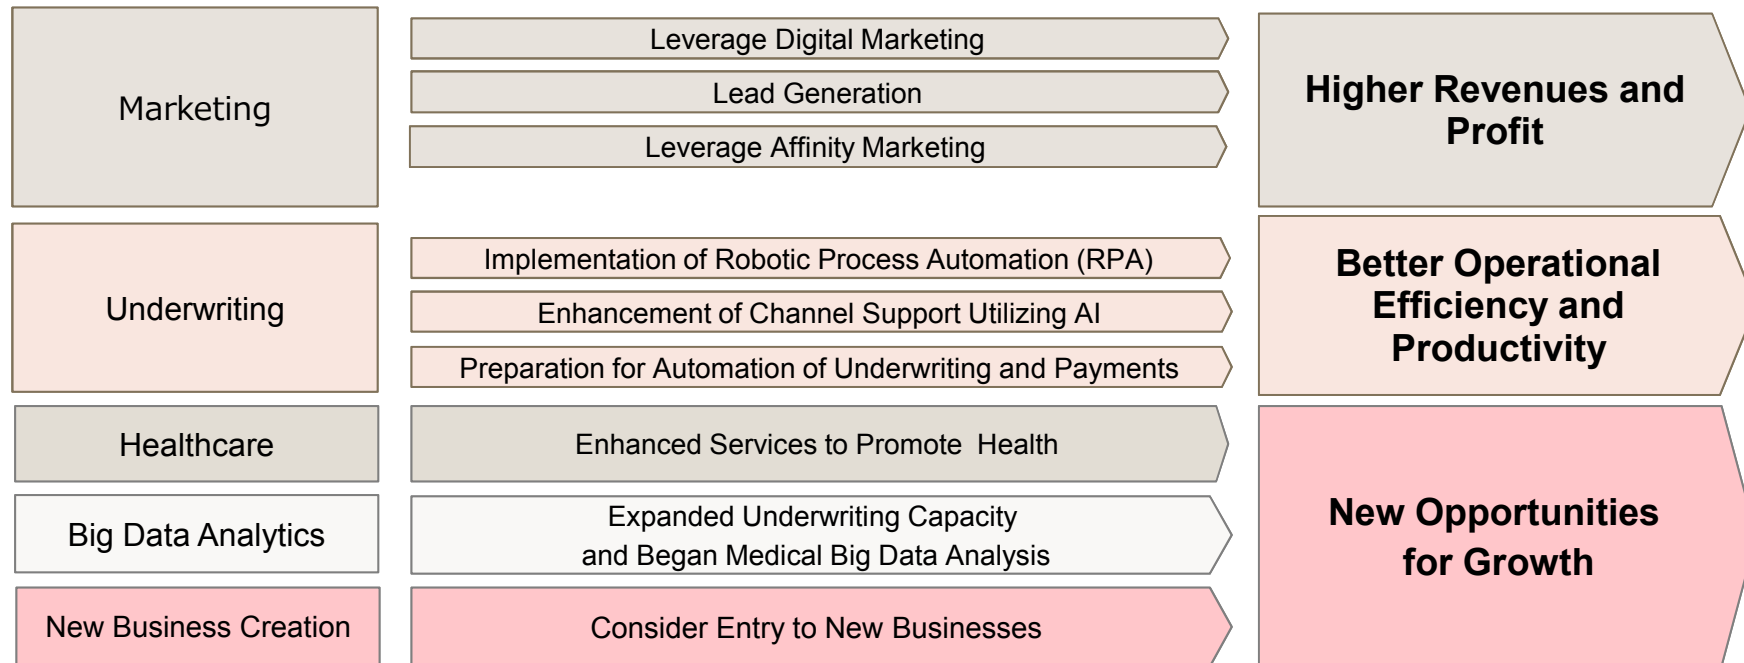 Marketing
Leverage Digital Marketing
Lead Generation
Leverage Affinity Marketing
Higher Revenues and
Profit
Underwriting
Implementation of Robotic Process Automation (RPA)
Enhancement of Channel Support Utilizing AI
Preparation for Automation of Underwriting and Payments
Better Operational
Efficiency and
Productivity
Healthcare
Enhanced Services to Promote Health
Big Data Analytics
Expanded Underwriting Capacity
and Began Medical Big Data Analysis
New Business Creation
Consider Entry to New Businesses
New Opportunities
for Growth